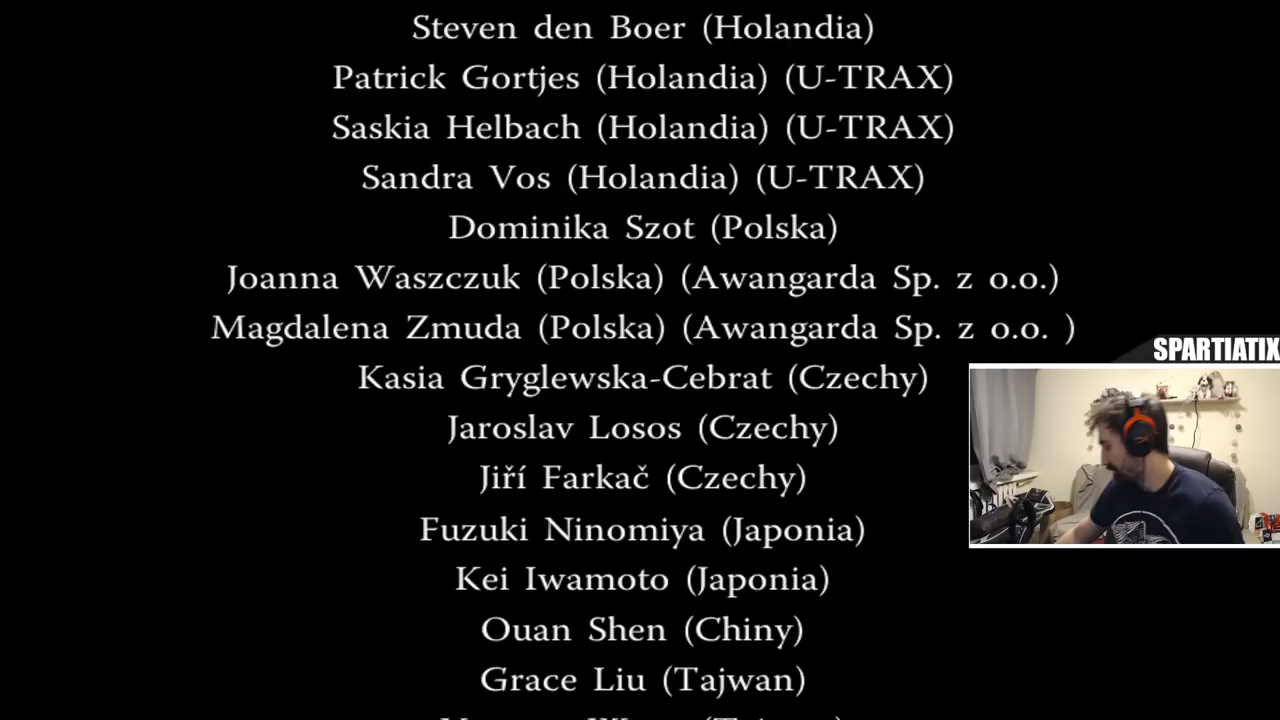 Steven den Boer (Holandia)
Patrick Gortjes (Holandia) (U-TRAX)
Saskia Helbach (Holandia) (U-TRAX)
Sandra Vos (Holandia) (U-TRAX)
Dominika Szot (Polska)
Joanna Waszczuk (Polska) (Awangarda Sp. z o.o.)
Magdalena Zmuda (Polska) (Awangarda Sp. z o.o. )
SPARTIATIX
Kasia Gryglewska-Cebrat (Czechy)
Jaroslav Losos (Czechy)
Jiří Farkač (Czechy)
Fuzuki Ninomiya (Japonia)
Kei Iwamoto (Japonia)
Ouan Shen (Chiny)
Grace Liu (Tajwan)